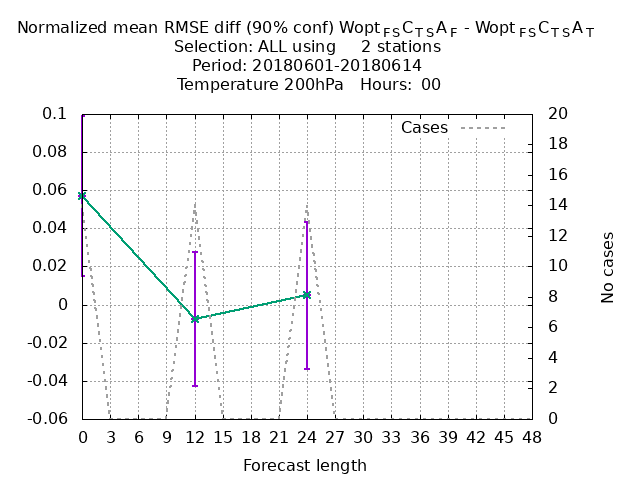 Normalized mean RMSE diff (90% conf) Wopt FS C T S A F - Wopt FS C T S A T
Selection: ALL using 2 stations
Period: 20180601-20180614
Temperature 200hPa Hours: 00
Cases
0.1
0.08
0.06
0.04
0.02
0
-0.02
-0.04
-0.06
20
18
16
14
12
10
8
6
4
2
0
No cases
0 3 6 9 12 15 18 21 24 27 30 33 36 39 42 45 48
Forecast length